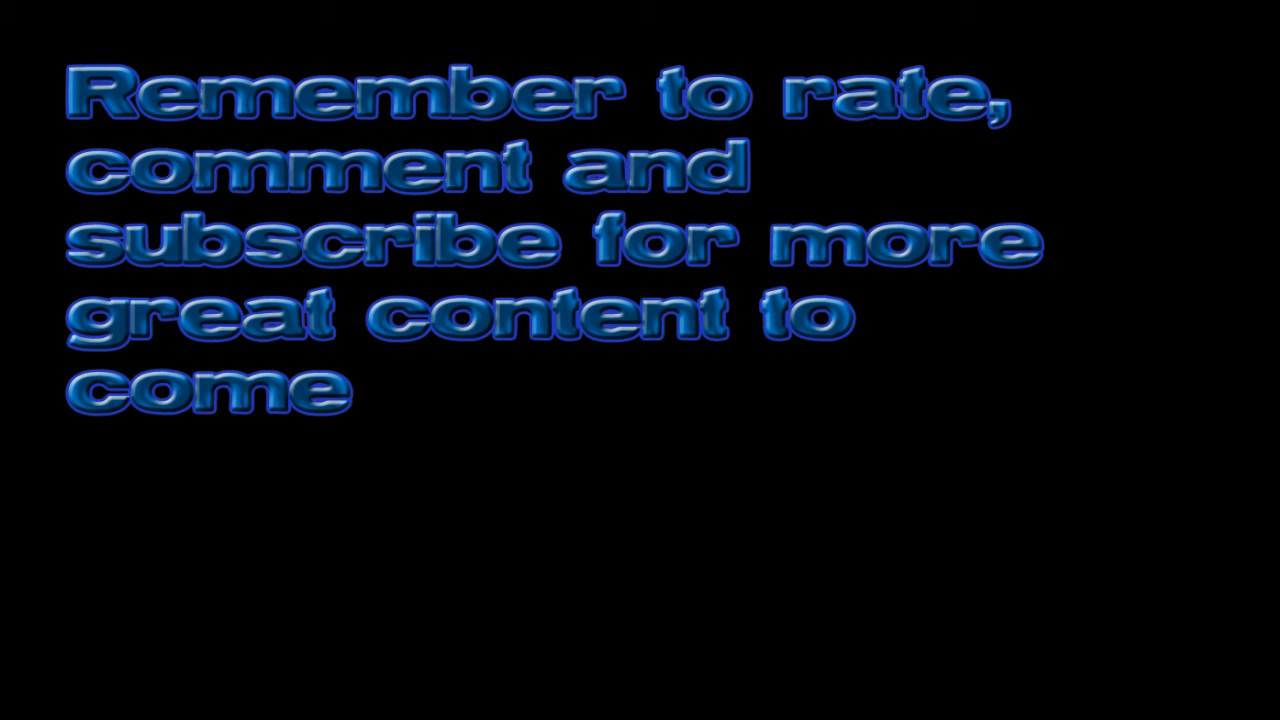 Remember to rate,
comment and
subscribe for more
great content to
come